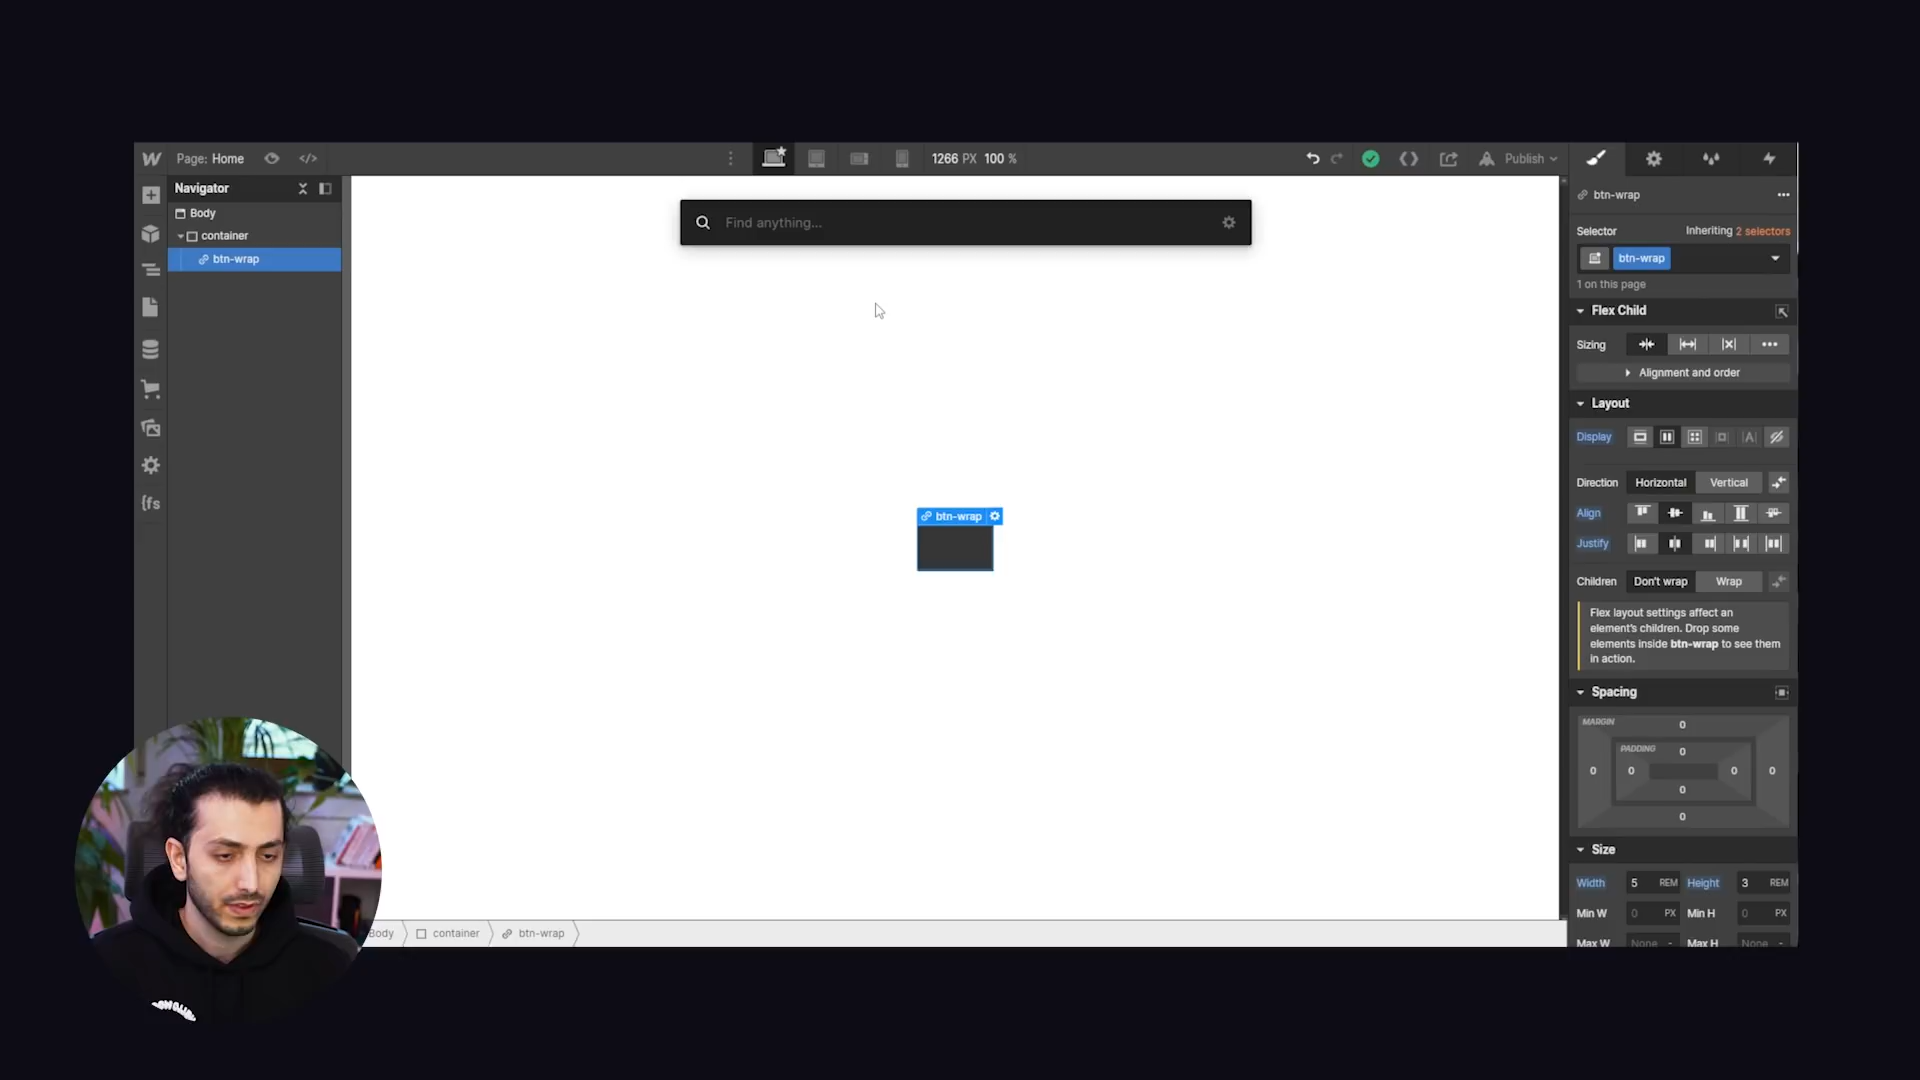 Page: Home
1266 PX 100 %
Publish
Navigator
Body
container
btn-wrap
Find anything...
btn-wrap
btn-wrap
Selector
Inheriting 2 selectors
btn-wrap
1 on this page
Flex Child
Sizing
Alignment and order
Layout
Display
Direction Horizontal Vertical
Align
Justify
Children Don't wrap Wrap
Flex layout settings affect an
element's children. Drop some
elements inside btn-wrap to see them
in action.
Spacing
MARGIN
0
PADDING
0
0 0 0 0
0
0
Size
Width 5 REM Height 3 REM
Min W 0 PX Min H 0 PX
Max W None - Max H None -
Body container btn-wrap
{fs